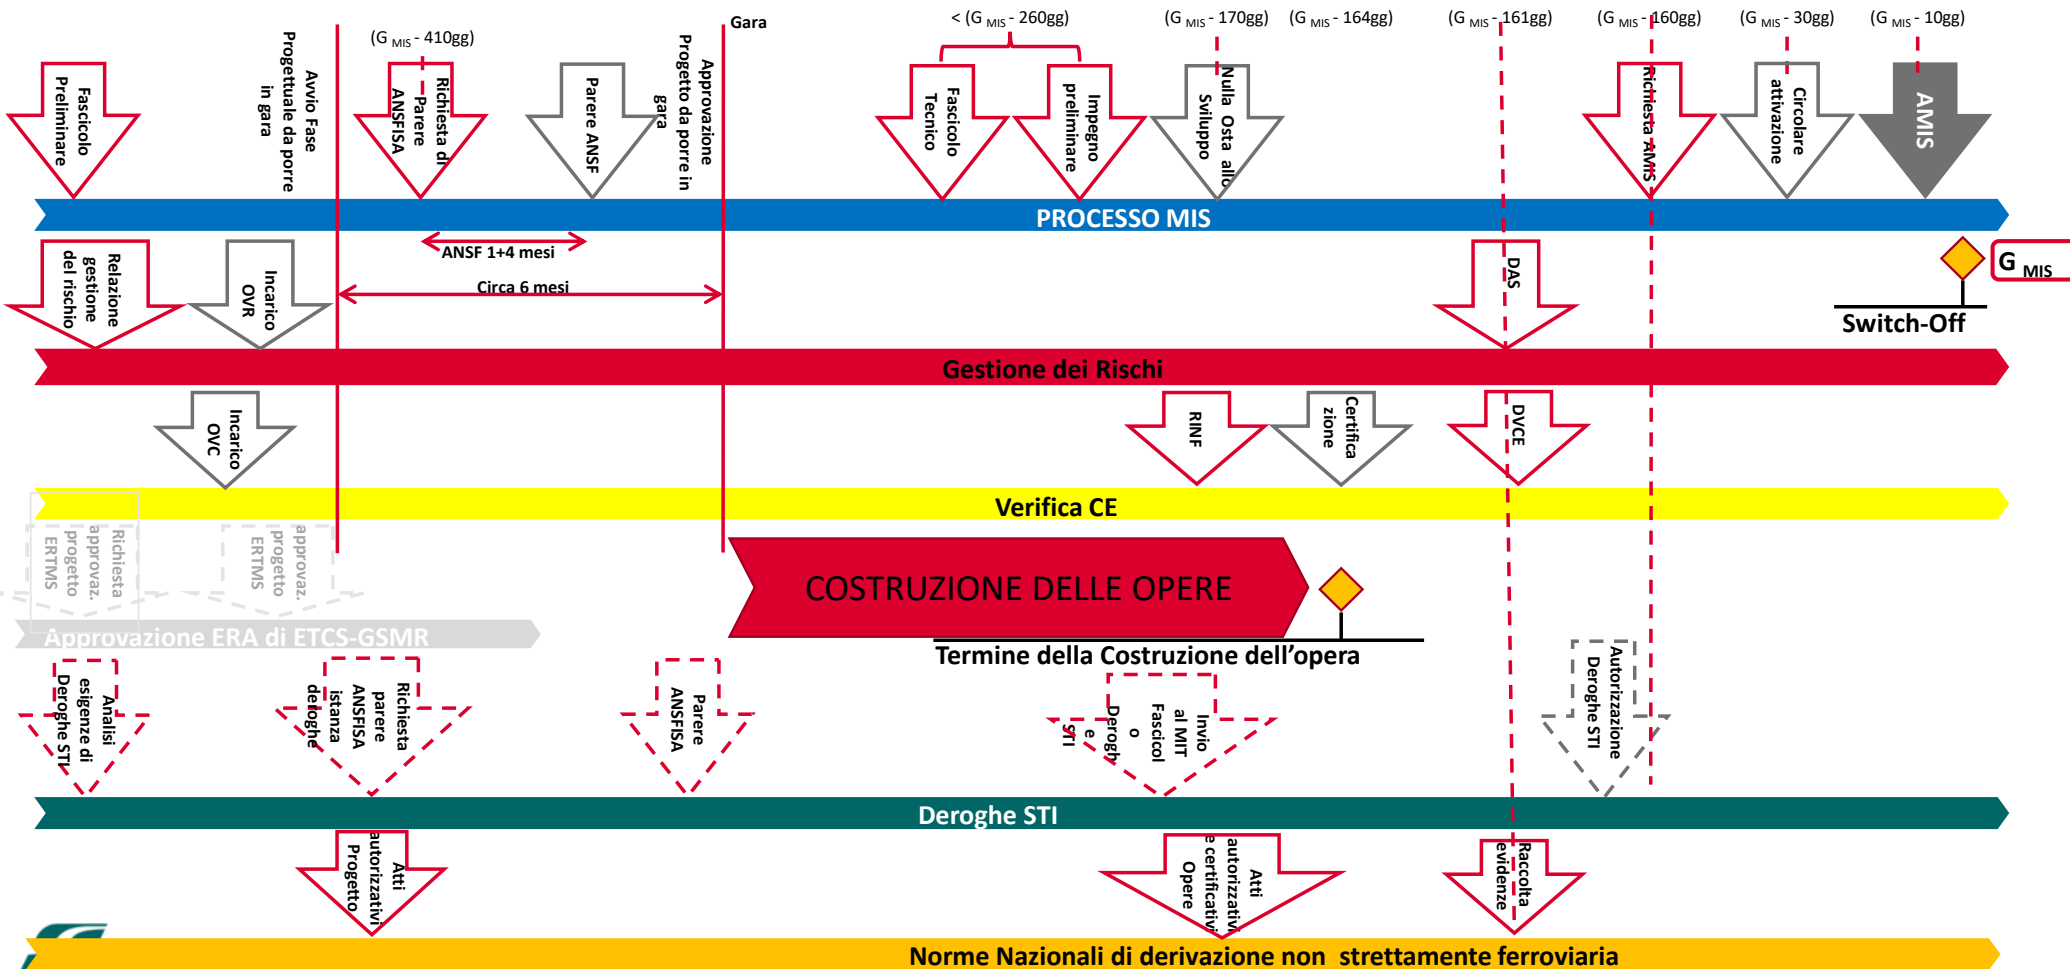 Gara
< (G MIS - 260gg)
(G MIS - 170gg)
(G MIS - 164gg)
(G MIS - 161gg)
(G MIS - 160gg)
(G MIS - 30gg)
(G MIS - 10gg)
(G MIS - 410gg)
Fascicolo
Preliminare
Avvio Fase
Progettuale da porre
in gara
Richiesta di
Parere
ANSFISA
Parere ANSF
Approvazione
Progetto da porre in
gara
Fascicolo
Tecnico
Impegno
preliminare
Nulla Osta allo
Sviluppo
Richiesta AMIS
Circolare
attivazione
AMIS
PROCESSO MIS
Relazione
gestione
del rischio
Incarico
OVR
ANSF 1+4 mesi
Circa 6 mesi
DAS
G MIS
Switch-Off
Gestione dei Rischi
Incarico
OVC
RINF
Certifica
zione
DVCE
Verifica CE
Richiesta
approvaz.
progetto
ERTMS
approvaz.
progetto
ERTMS
COSTRUZIONE DELLE OPERE
Approvazione ERA di ETCS-GSMR
Termine della Costruzione dell'opera
Analisi
esigenze di
Deroghe STI
Richiesta
parere
ANSFISA
istanza
deroghe
Parere
ANSFISA
Invio
al MIT
Fascicol
o
Derogh
e
STI
Autorizzazione
Deroghe STI
Deroghe STI
Atti
autorizzativi
Progetto
Atti
autorizzativi
e certificativi
Opere
Raccolta
evidenze
Norme Nazionali di derivazione non strettamente ferroviaria